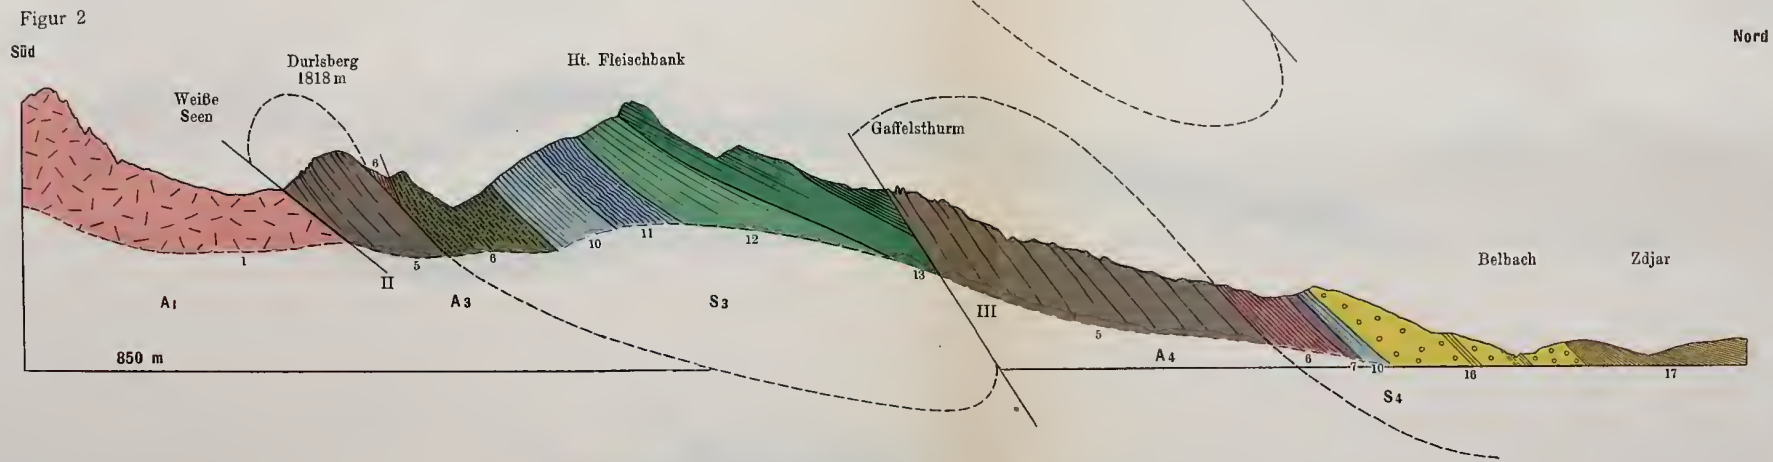 Figur 2
Süd
Nord
Durlsberg
1818 m
Ht. Fleischbank
Weiße
Seen
Gaffelsthurm
6
Belbach
Zdjar
1
5
6
10
11
12
13
II
III
5
6
7
10
16
17
A1
A3
S3
A4
S4
850 m